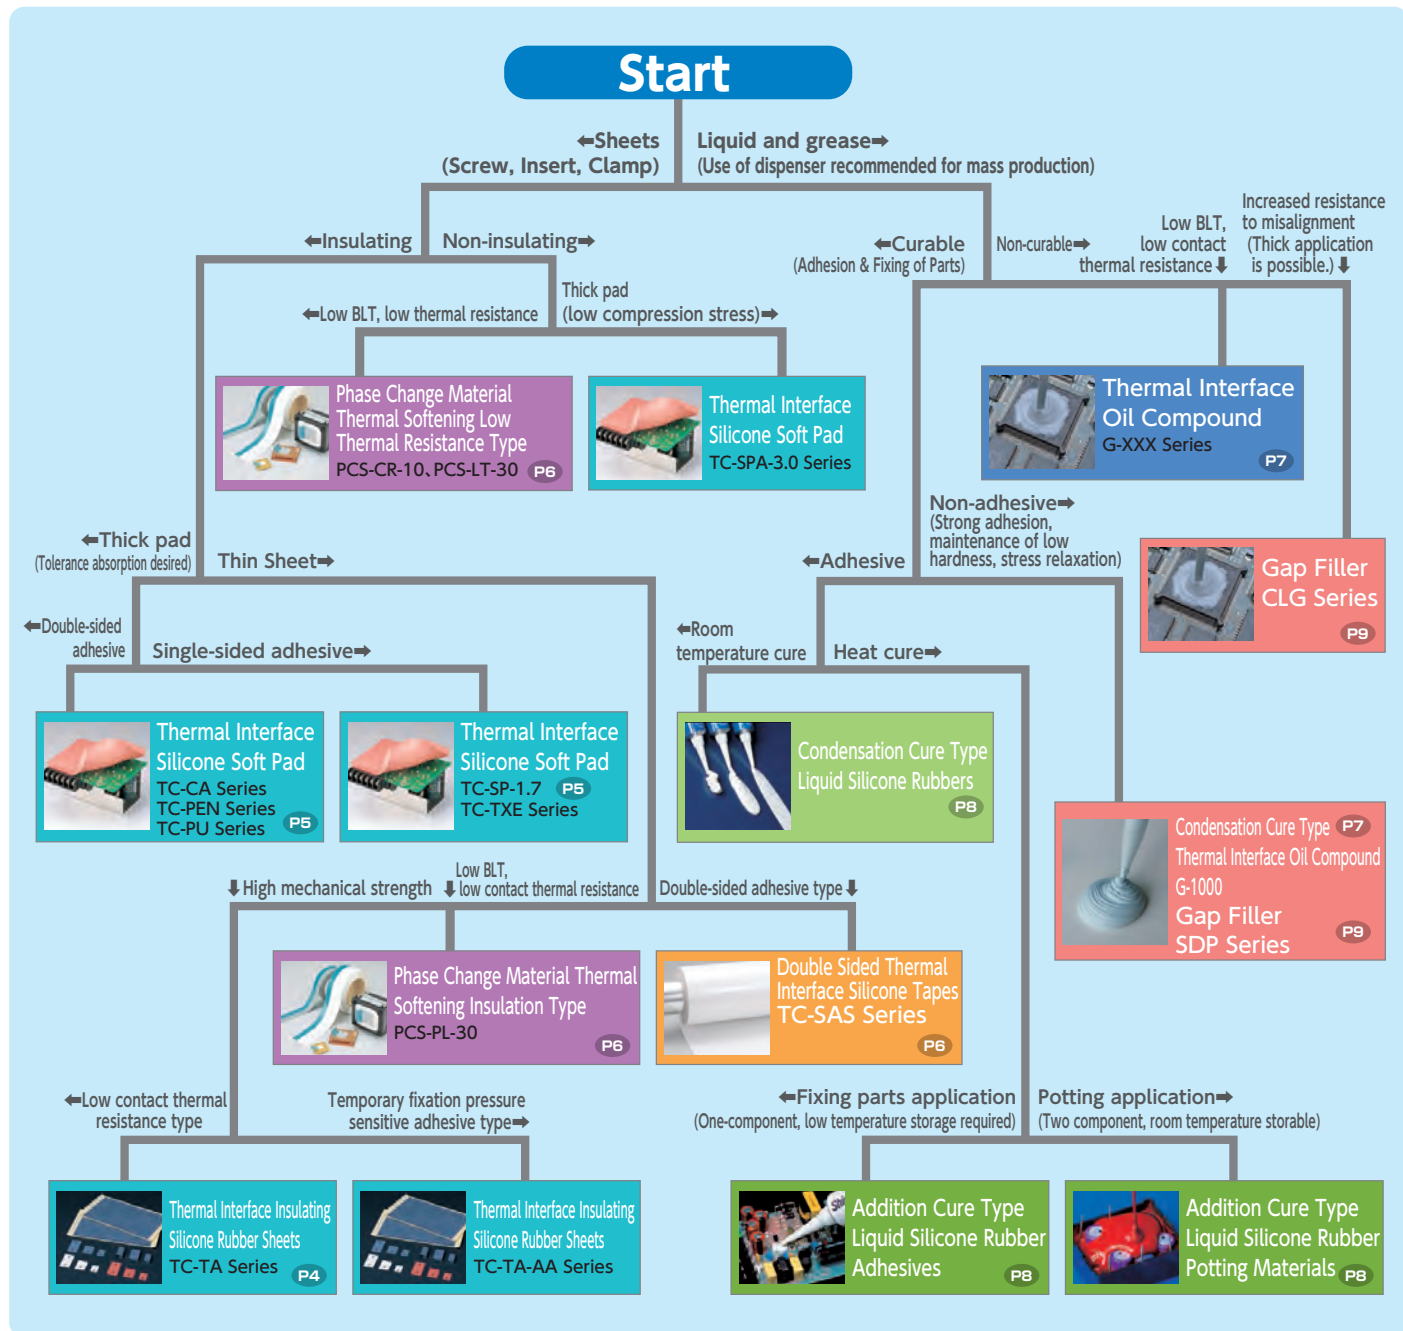 Start
⬅Sheets
(Screw, Insert, Clamp)
Liquid and grease➡
(Use of dispenser recommended for mass production)
⬅Insulating
Non-insulating➡
⬅Curable
(Adhesion & Fixing of Parts)
Non-curable➡
Low BLT,
low contact
thermal resistance⬇
Increased resistance
to misalignment
(Thick application
is possible.)⬇
⬅Low BLT, low thermal resistance
Thick pad
(low compression stress)➡
Phase Change Material
Thermal Softening Low
Thermal Resistance Type
PCS-CR-10、PCS-LT-30 P6
Thermal Interface
Silicone Soft Pad
TC-SPA-3.0 Series
Thermal Interface
Oil Compound
G-XXX Series
P7
⬅Thick pad
(Tolerance absorption desired)
Thin Sheet➡
⬅Adhesive
Non-adhesive➡
(Strong adhesion,
maintenance of low
hardness, stress relaxation)
Gap Filler
CLG Series
P9
⬅Double-sided
adhesive
Single-sided adhesive➡
⬅Room
temperature cure
Heat cure➡
Thermal Interface
Silicone Soft Pad
TC-CA Series
TC-PEN Series
TC-PU Series P5
Thermal Interface
Silicone Soft Pad
TC-SP-1.7 P5
TC-TXE Series
Condensation Cure Type
Liquid Silicone Rubbers
P8
Condensation Cure Type P7
Thermal Interface Oil Compound
G-1000
Gap Filler
SDP Series P9
⬇High mechanical strength
Low BLT,
⬇low contact thermal resistance
Double-sided adhesive type⬇
Phase Change Material Thermal
Softening Insulation Type
PCS-PL-30
P6
Double Sided Thermal
Interface Silicone Tapes
TC-SAS Series
P6
⬅Low contact thermal
resistance type
Temporary fixation pressure
sensitive adhesive type➡
⬅Fixing parts application
(One-component, low temperature storage required)
Potting application➡
(Two component, room temperature storable)
Thermal Interface Insulating
Silicone Rubber Sheets
TC-TA Series P4
Thermal Interface Insulating
Silicone Rubber Sheets
TC-TA-AA Series
Addition Cure Type
Liquid Silicone Rubber
Adhesives P8
Addition Cure Type
Liquid Silicone Rubber
Potting Materials P8